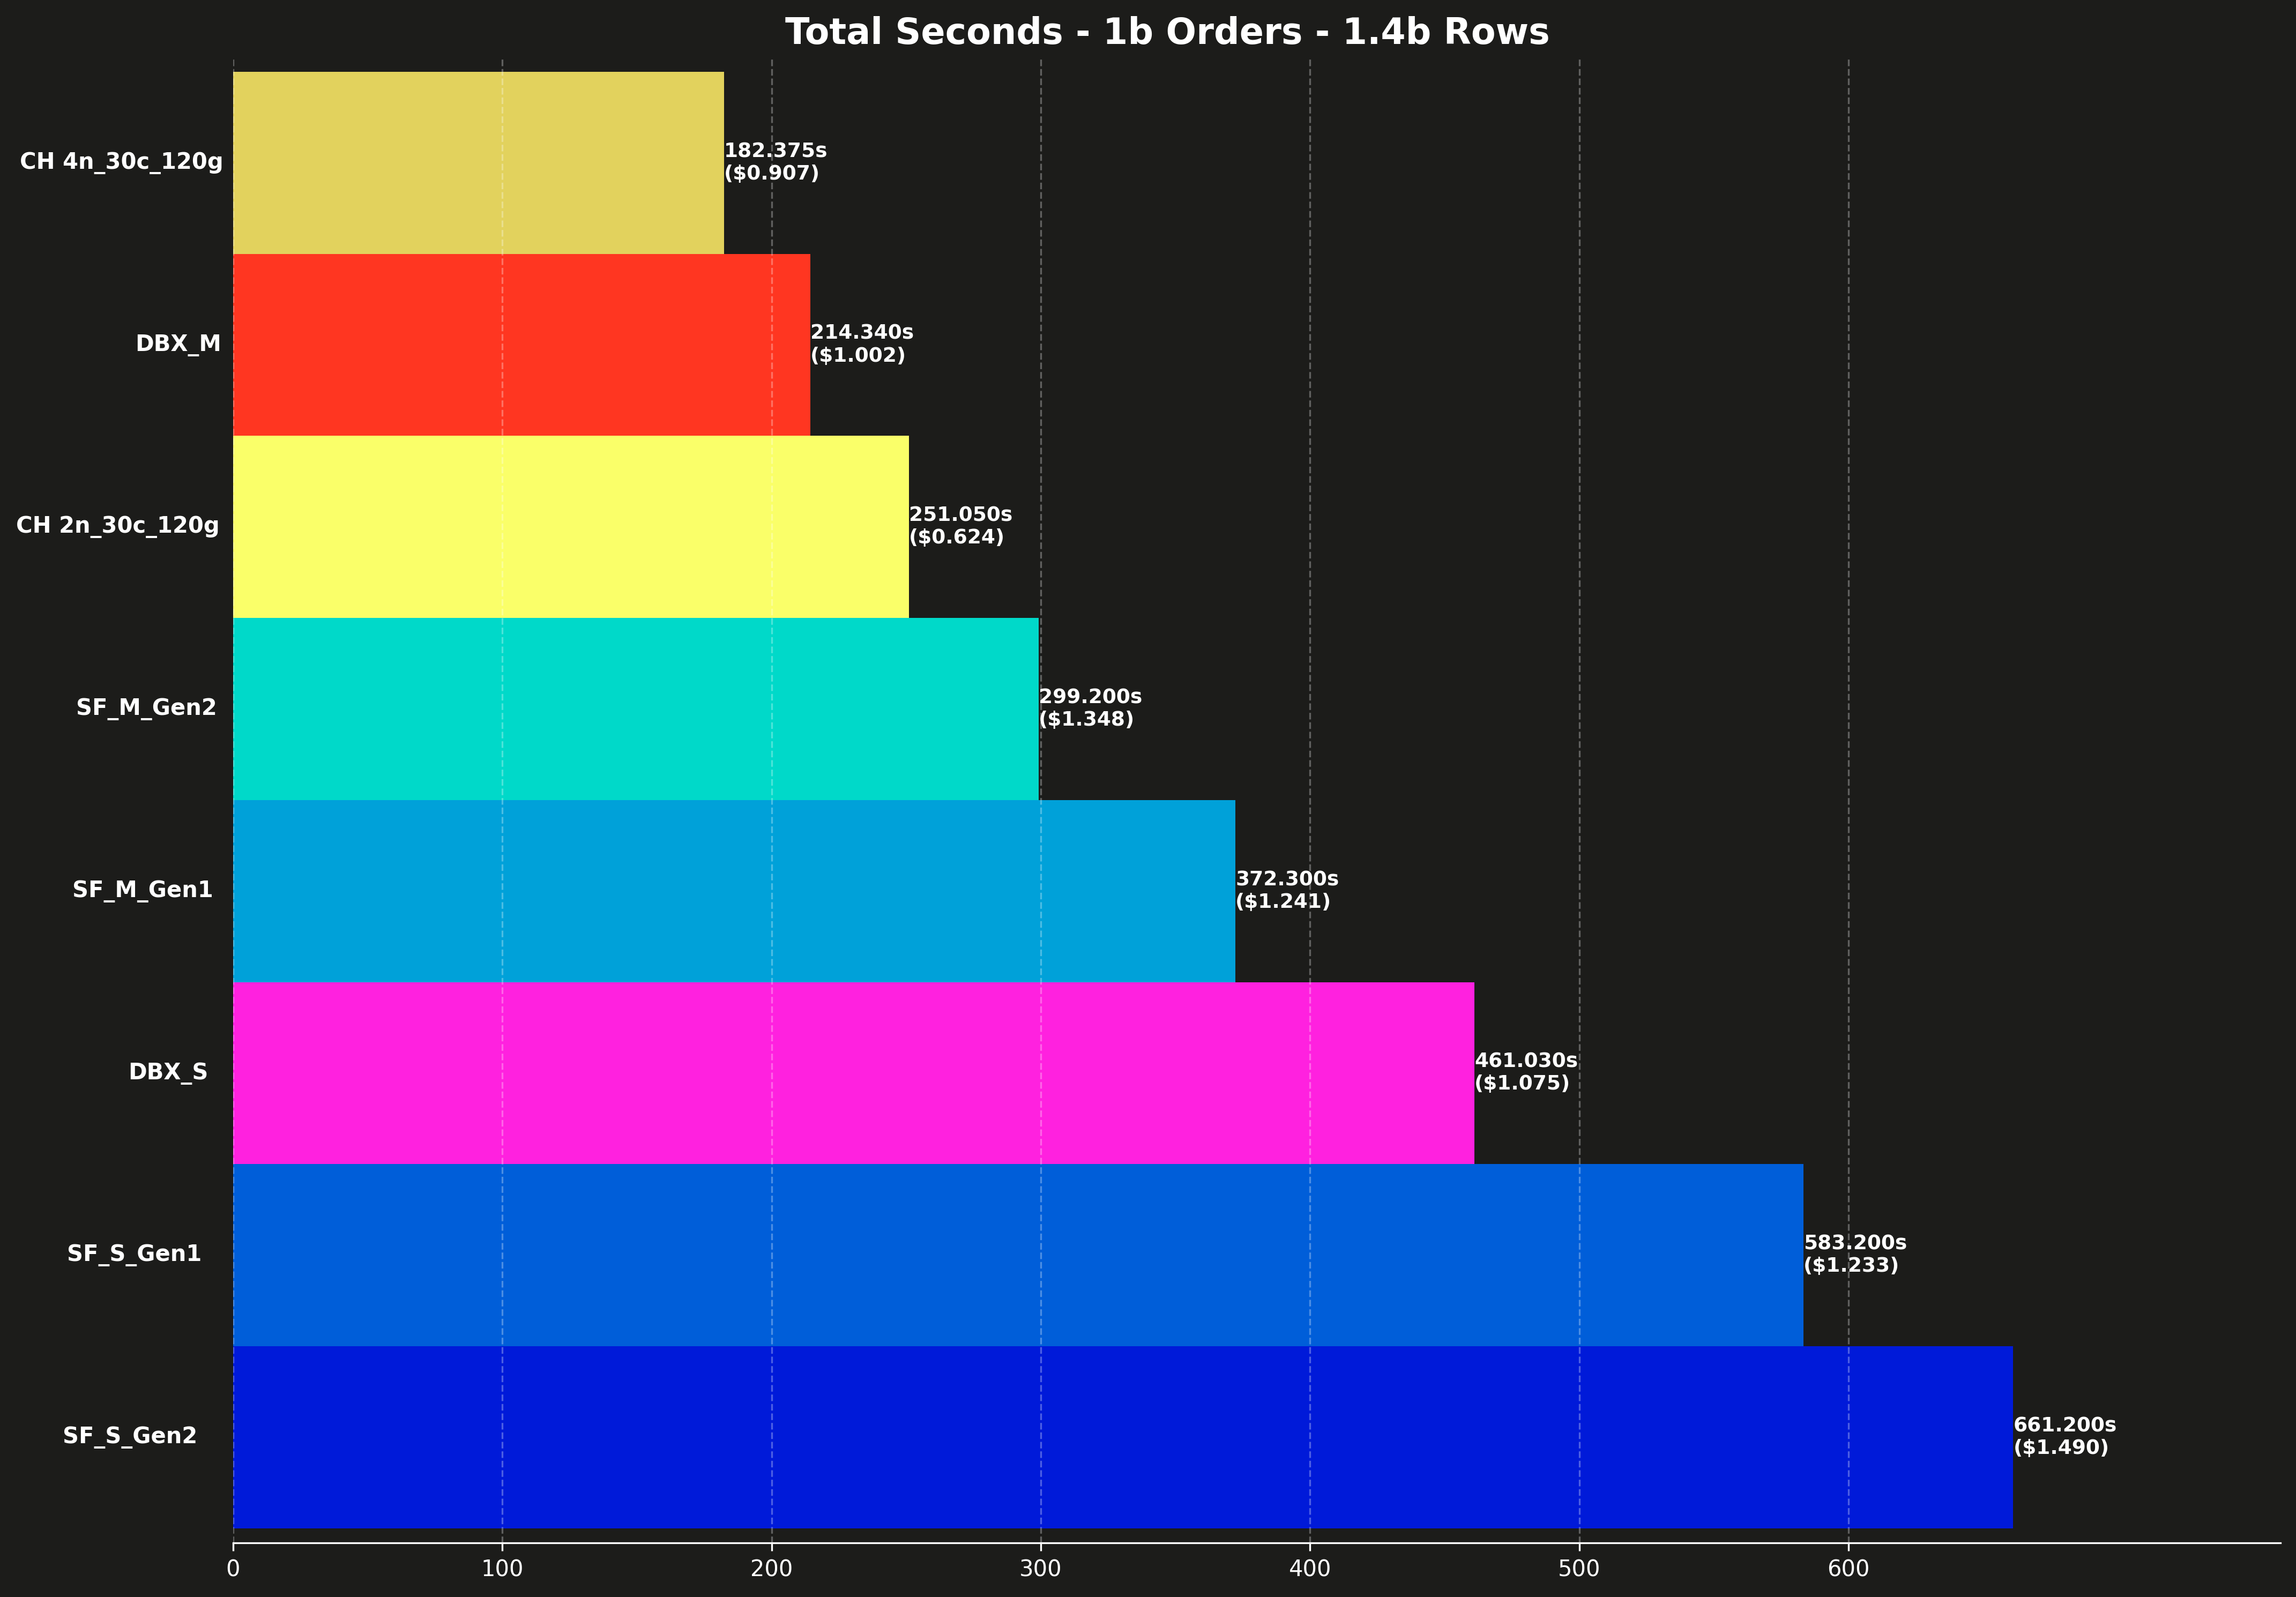 Total Seconds - 1b Orders - 1.4b Rows
CH 4n_30c_120g
182.375s
($0.907)
DBX_M
214.340s
($1.002)
CH 2n_30c_120g
251.050s
($0.624)
SF_M_Gen2
299.200s
($1.348)
SF_M_Gen1
372.300s
($1.241)
DBX_S
461.030s
($1.075)
SF_S_Gen1
583.200s
($1.233)
SF_S_Gen2
661.200s
($1.490)
0 100 200 300 400 500 600